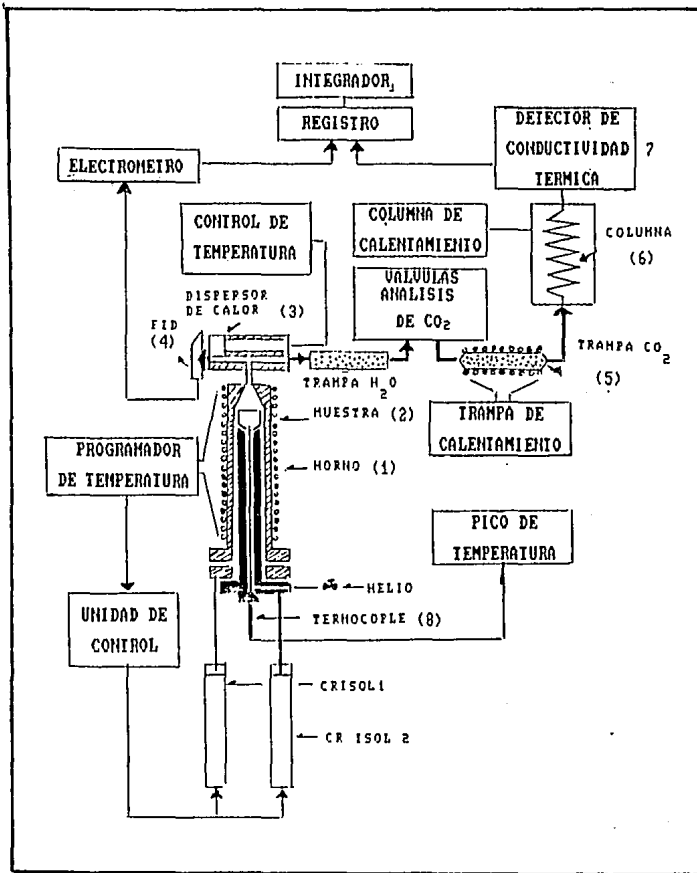 INTEGRADOR
REGISTRO
DETECTOR DE
CONDUCTIVIDAD 7
TERMICA
ELECTROMETRO
CONTROL DE
TEMPERATURA
COLUMNA DE
CALENTAMIENTO
COLUMNA
(6)
DISPERSOR
DE CALOR (3)
VALVULAS
ANALISIS
DE CO2
FID
(4)
TRAMPA H2O
TRAMPA CO2
(5)
MUESTRA (2)
TRAMPA DE
CALENTAMIENTO
PROGRAMADOR
DE TEMPERATURA
HORNO (1)
PICO DE
TEMPERATURA
HELIO
UNIDAD DE
CONTROL
TERMOCOPLE (8)
CRISOL1
CR ISOL 2